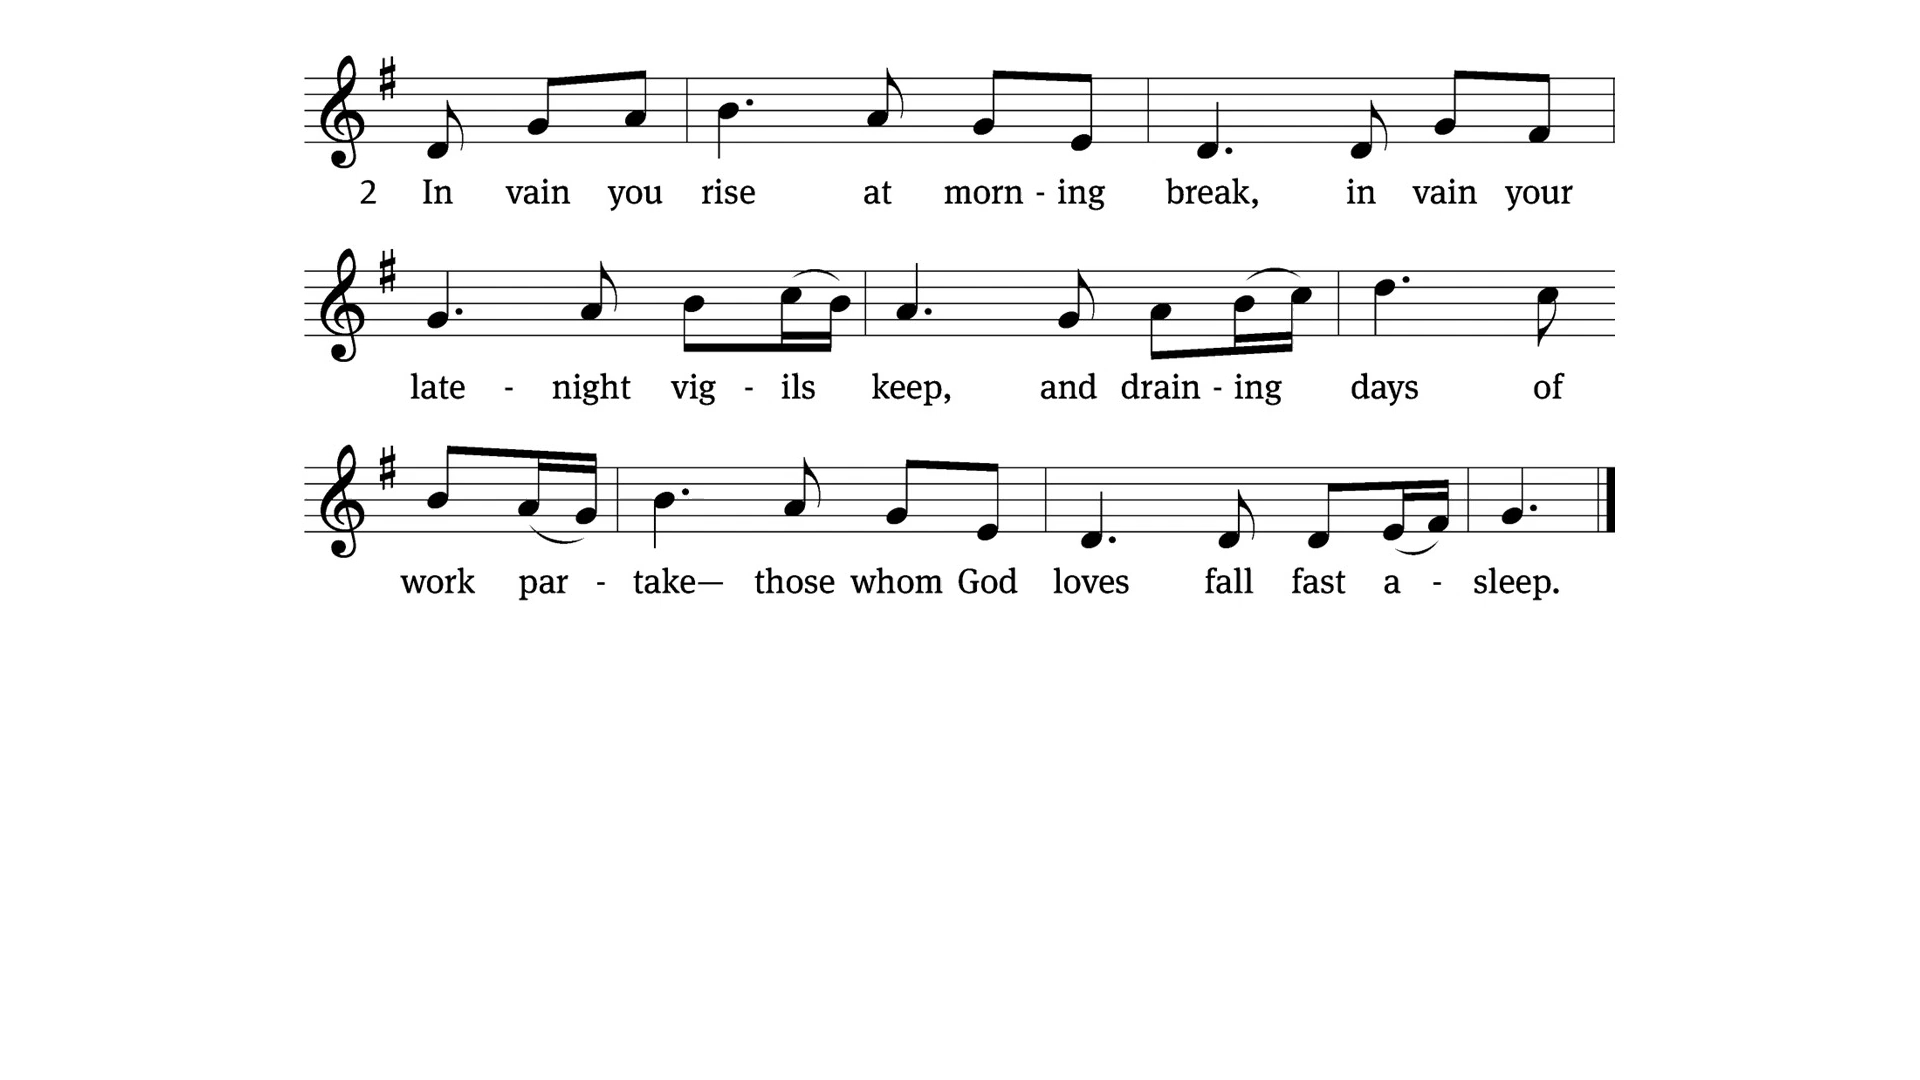 2 In vain you rise at morn - ing break, in vain your
late - night vig - ils keep, and drain - ing days of
work par - take— those whom God loves fall fast a - sleep.